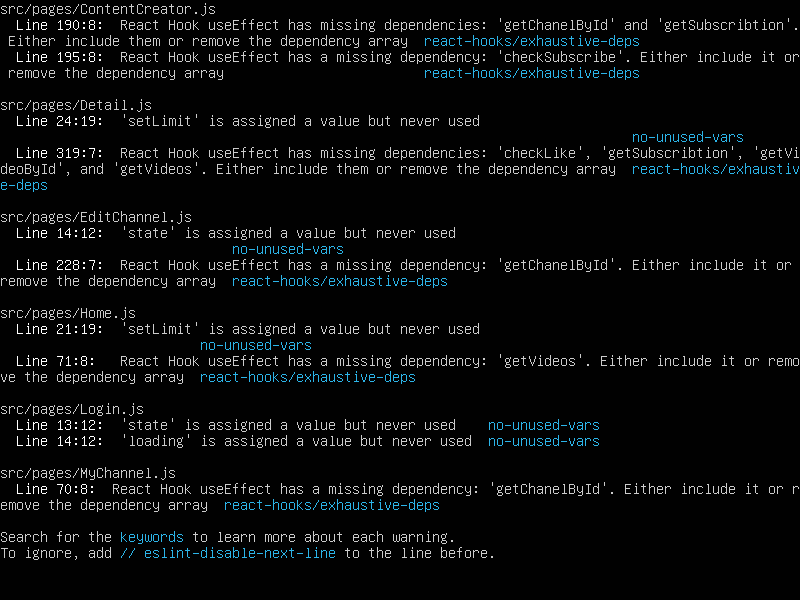 src/pages/ContentCreator.js
Line 190:8:  React Hook useEffect has missing dependencies: 'getChanelById' and 'getSubscribtion'.
Either include them or remove the dependency array  react-hooks/exhaustive-deps
Line 195:8:  React Hook useEffect has a missing dependency: 'checkSubscribe'. Either include it or
remove the dependency array                         react-hooks/exhaustive-deps
src/pages/Detail.js
Line 24:19:  'setLimit' is assigned a value but never used
no-unused-vars
Line 319:7:  React Hook useEffect has missing dependencies: 'checkLike', 'getSubscribtion', 'getVi
deoById', and 'getVideos'. Either include them or remove the dependency array  react-hooks/exhaustiv
e-deps
src/pages/EditChannel.js
Line 14:12:  'state' is assigned a value but never used
no-unused-vars
Line 228:7:  React Hook useEffect has a missing dependency: 'getChanelById'. Either include it or
remove the dependency array  react-hooks/exhaustive-deps
src/pages/Home.js
Line 21:19:  'setLimit' is assigned a value but never used
no-unused-vars
Line 71:8:   React Hook useEffect has a missing dependency: 'getVideos'. Either include it or remo
ve the dependency array  react-hooks/exhaustive-deps
src/pages/Login.js
Line 13:12:  'state' is assigned a value but never used    no-unused-vars
Line 14:12:  'loading' is assigned a value but never used  no-unused-vars
src/pages/MyChannel.js
Line 70:8:  React Hook useEffect has a missing dependency: 'getChanelById'. Either include it or r
emove the dependency array  react-hooks/exhaustive-deps
Search for the keywords to learn more about each warning.
To ignore, add // eslint-disable-next-line to the line before.